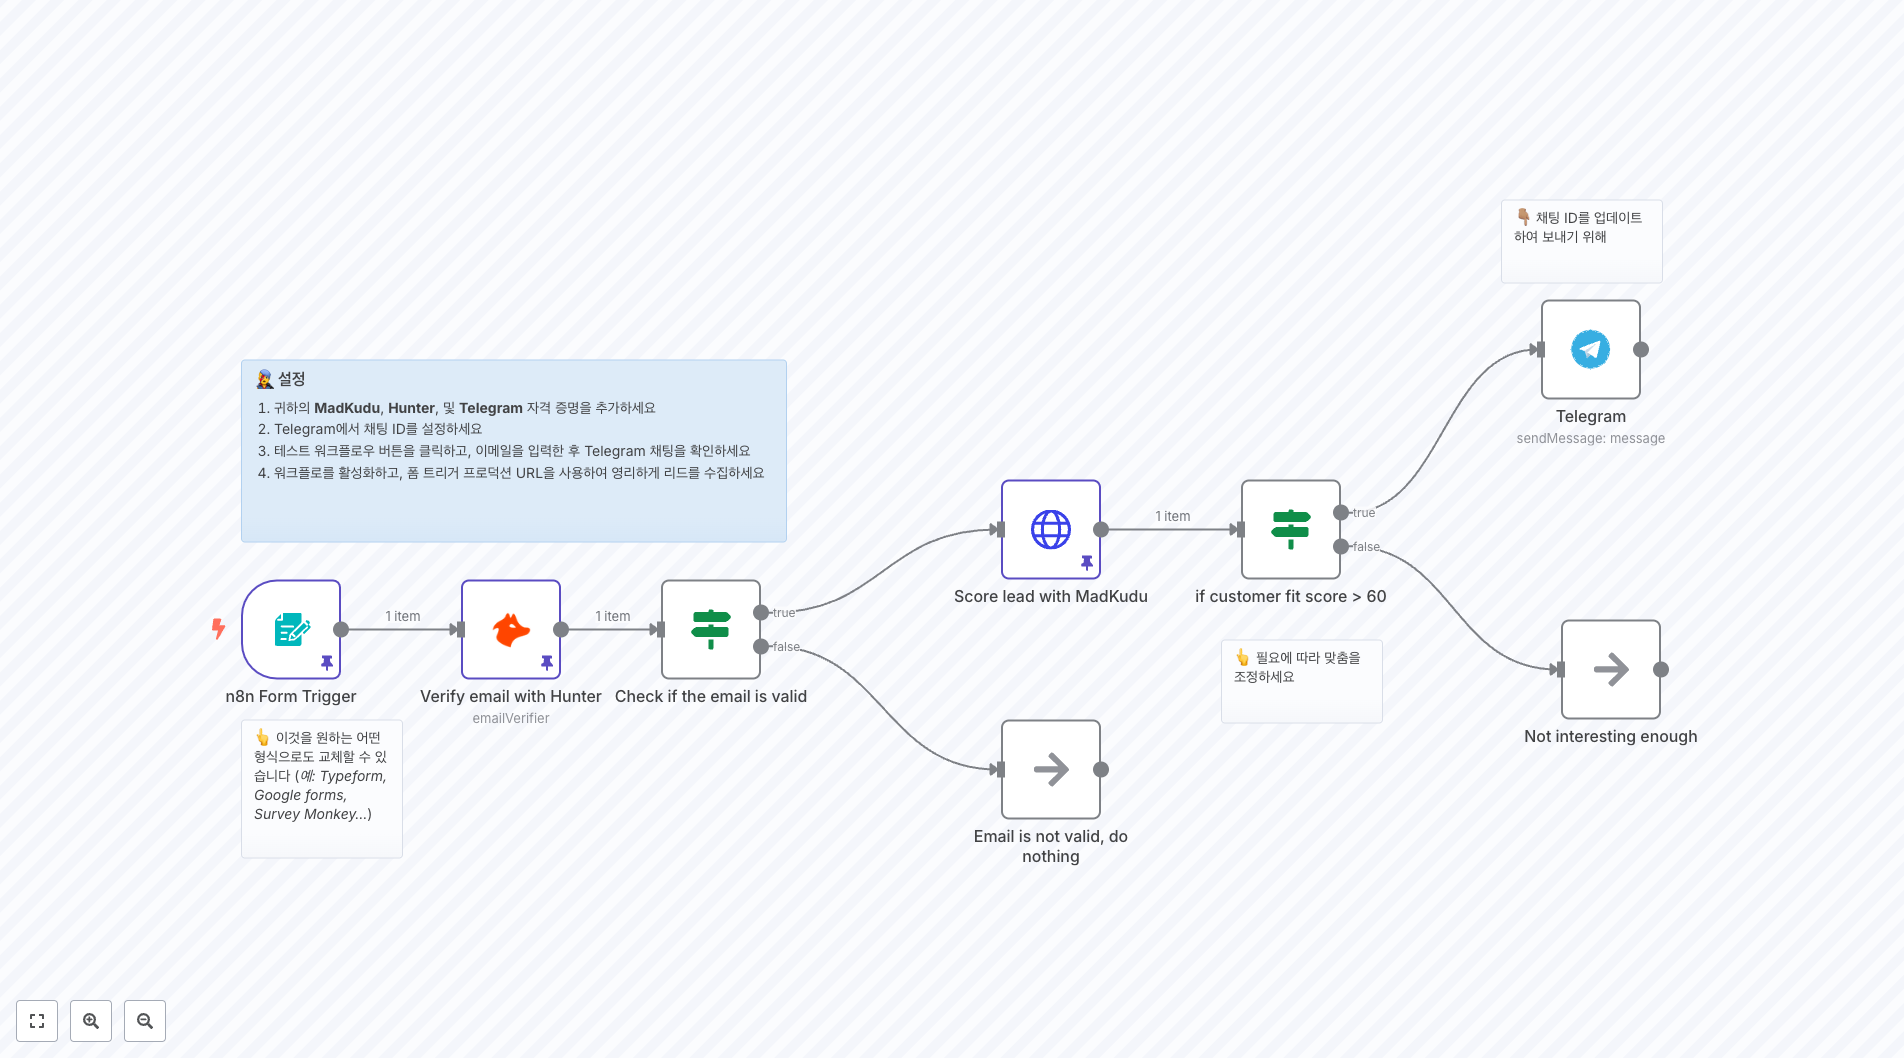 👇🏽 채팅 ID를 업데이트
하여 보내기 위해
Telegram
sendMessage: message
👨‍🎤 설정
1. 귀하의 MadKudu, Hunter, 및 Telegram 자격 증명을 추가하세요
2. Telegram에서 채팅 ID를 설정하세요
3. 테스트 워크플로우 버튼을 클릭하고, 이메일을 입력한 후 Telegram 채팅을 확인하세요
4. 워크플로를 활성화하고, 폼 트리거 프로덕션 URL을 사용하여 영리하게 리드를 수집하세요
1 item
true
false
Score lead with MadKudu
if customer fit score > 60
1 item
1 item
true
false
n8n Form Trigger
Verify email with Hunter
emailVerifier
Check if the email is valid
👆 필요에 따라 맞춤을
조정하세요
Not interesting enough
👆 이것을 원하는 어떤
형식으로도 교체할 수 있
습니다 (예: Typeform,
Google forms,
Survey Monkey...)
Email is not valid, do
nothing